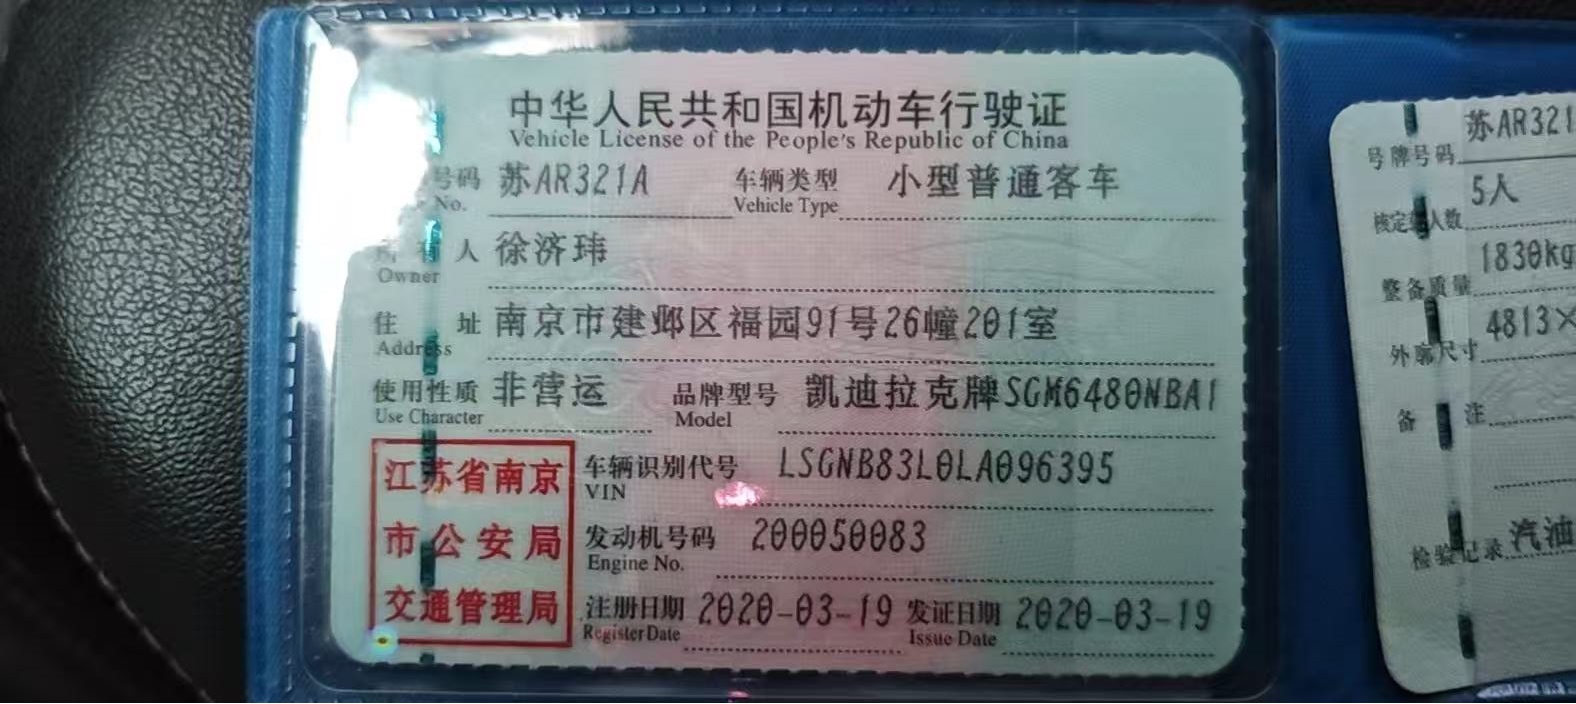 中华人民共和国机动车行驶证
Vehicle License of the People's Republic of China
号码 苏AR321A 车辆类型 小型普通客车
No. Vehicle Type
所有人 徐济玮
Owner
住址 南京市建邺区福园91号26幢201室
Address
使用性质 非营运 品牌型号 凯迪拉克牌SGM6480NBA1
Use Character Model
江苏省南京
市公安局
交通管理局
车辆识别代号 LSGNB83L0LA096395
VIN
发动机号码 200050083
Engine No.
注册日期 2020-03-19 发证日期 2020-03-19
Register Date Issue Date
号牌号码 苏AR321
核定载人数 5人
整备质量 1830kg
外廓尺寸 4813×
备注
检验记录 汽油